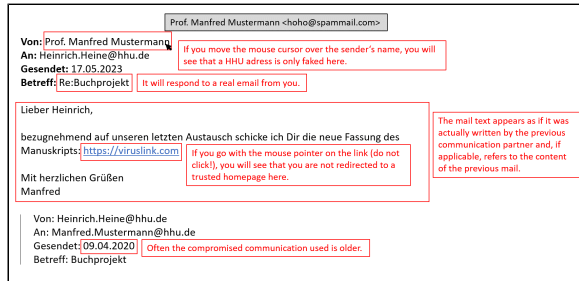 Prof. Manfred Mustermann <hoho@spammail.com>
Von: Prof. Manfred Mustermann
An: Heinrich.Heine@hhu.de
Gesendet: 17.05.2023
Betreff: Re:Buchprojekt
If you move the mouse cursor over the sender's name, you will
see that a HHU adress is only faked here.
It will respond to a real email from you.
Lieber Heinrich,
bezugnehmend auf unseren letzten Austausch schicke ich Dir die neue Fassung des
Manuskripts: https://viruslink.com
If you go with the mouse pointer on the link (do not
click!), you will see that you are not redirected to a
trusted homepage here.
Mit herzlichen Grüßen
Manfred
The mail text appears as if it was
actually written by the previous
communication partner and, if
applicable, refers to the content
of the previous mail.
Von: Heinrich.Heine@hhu.de
An: Manfred.Mustermann@hhu.de
Gesendet: 09.04.2020
Often the compromised communication used is older.
Betreff: Buchprojekt